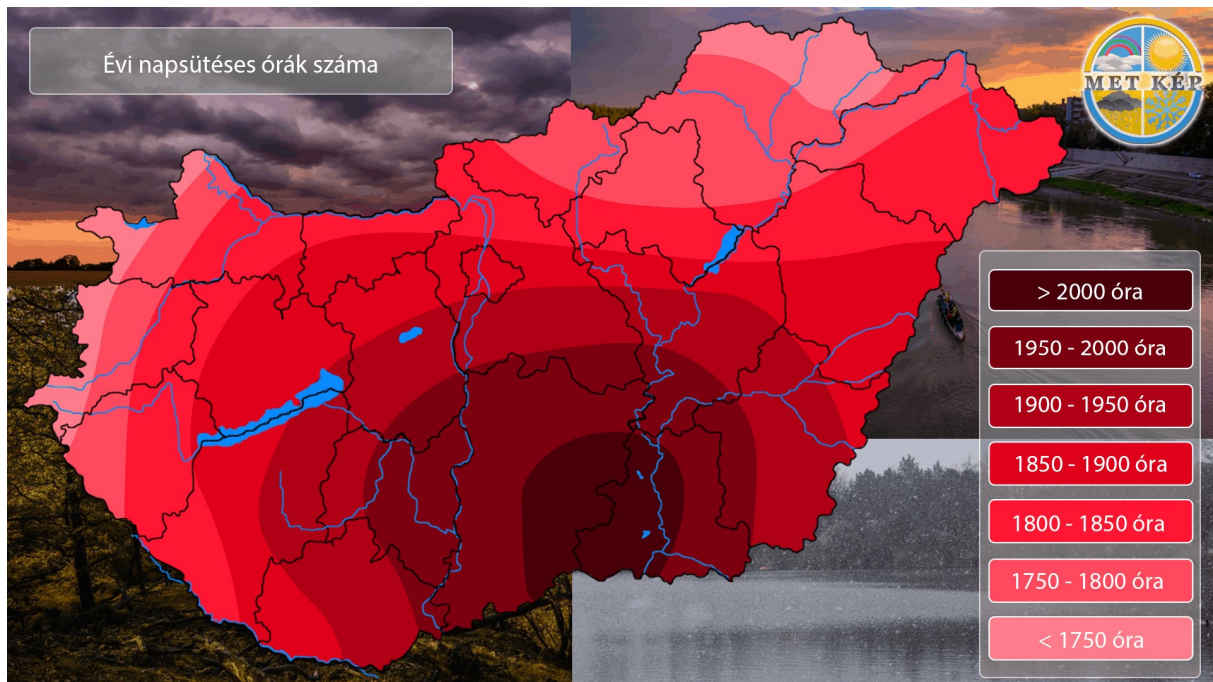 Évi napsütéses órák száma
MET KÉP
> 2000 óra
1950 - 2000 óra
1900 - 1950 óra
1850 - 1900 óra
1800 - 1850 óra
1750 - 1800 óra
< 1750 óra